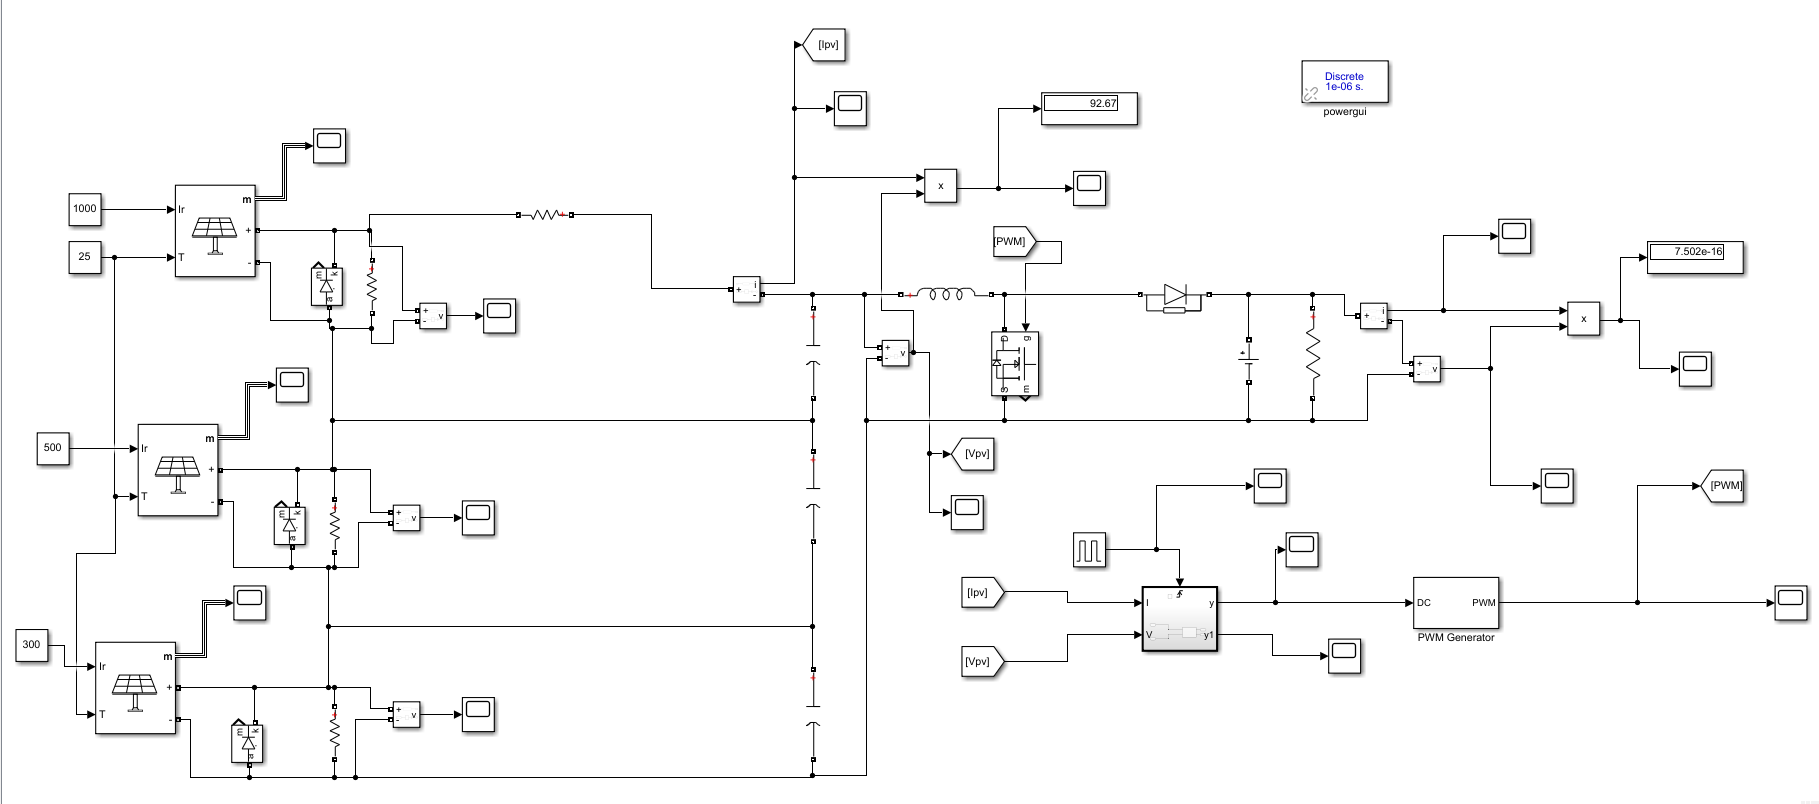 [Ipv]
Discrete
1e-06 s.
powergui
92.67
1000
Ir
m
+
25
T
-
x
[PWM]
7.502e-16
m
k
a
+
-
v
+
i
-
+
i
-
x
+
-
v
D
g
S
m
+
-
v
500
Ir
m
+
T
-
m
k
a
+
-
v
[Vpv]
[PWM]
[Ipv]
I
y
DC
PWM
V
y1
PWM Generator
[Vpv]
300
Ir
m
+
T
-
m
k
a
+
-
v